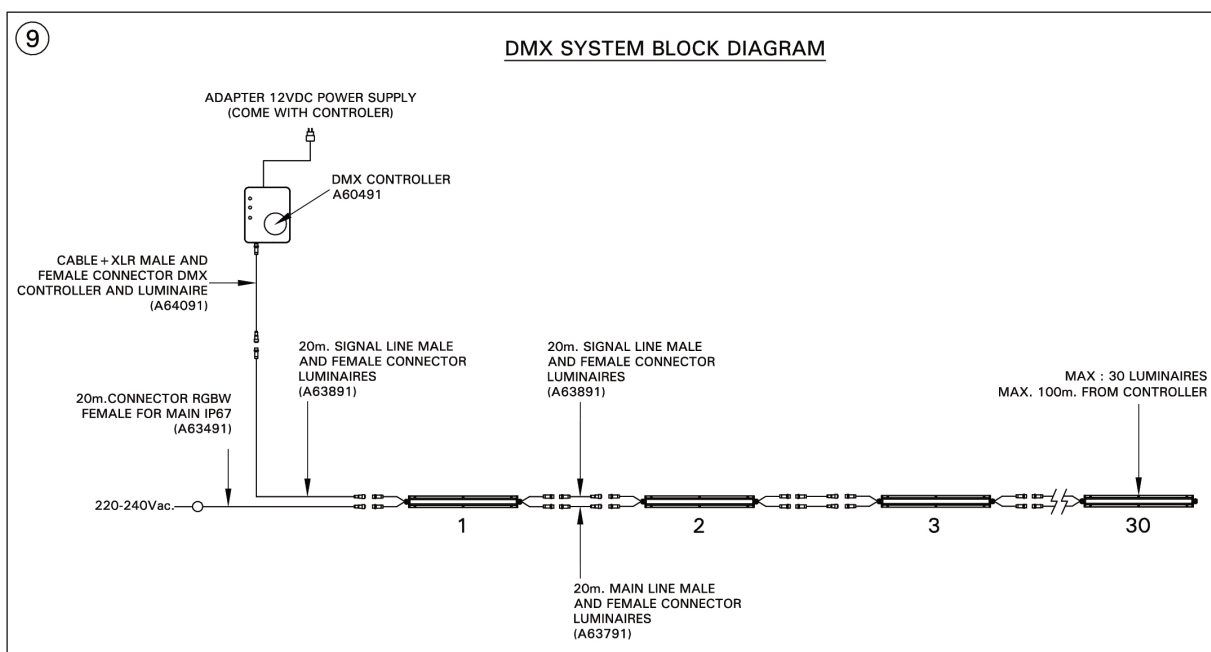 9
DMX SYSTEM BLOCK DIAGRAM
ADAPTER 12VDC POWER SUPPLY
(COME WITH CONTROLER)
DMX CONTROLLER
A60491
CABLE+XLR MALE AND
FEMALE CONNECTOR DMX
CONTROLLER AND LUMINAIRE
(A64091)
20m. SIGNAL LINE MALE
AND FEMALE CONNECTOR
LUMINAIRES
(A63891)
20m. SIGNAL LINE MALE
AND FEMALE CONNECTOR
LUMINAIRES
(A63891)
MAX : 30 LUMINAIRES
MAX. 100m. FROM CONTROLLER
20m.CONNECTOR RGBW
FEMALE FOR MAIN IP67
(A63491)
220-240Vac.
1
2
3
30
20m. MAIN LINE MALE
AND FEMALE CONNECTOR
LUMINAIRES
(A63791)